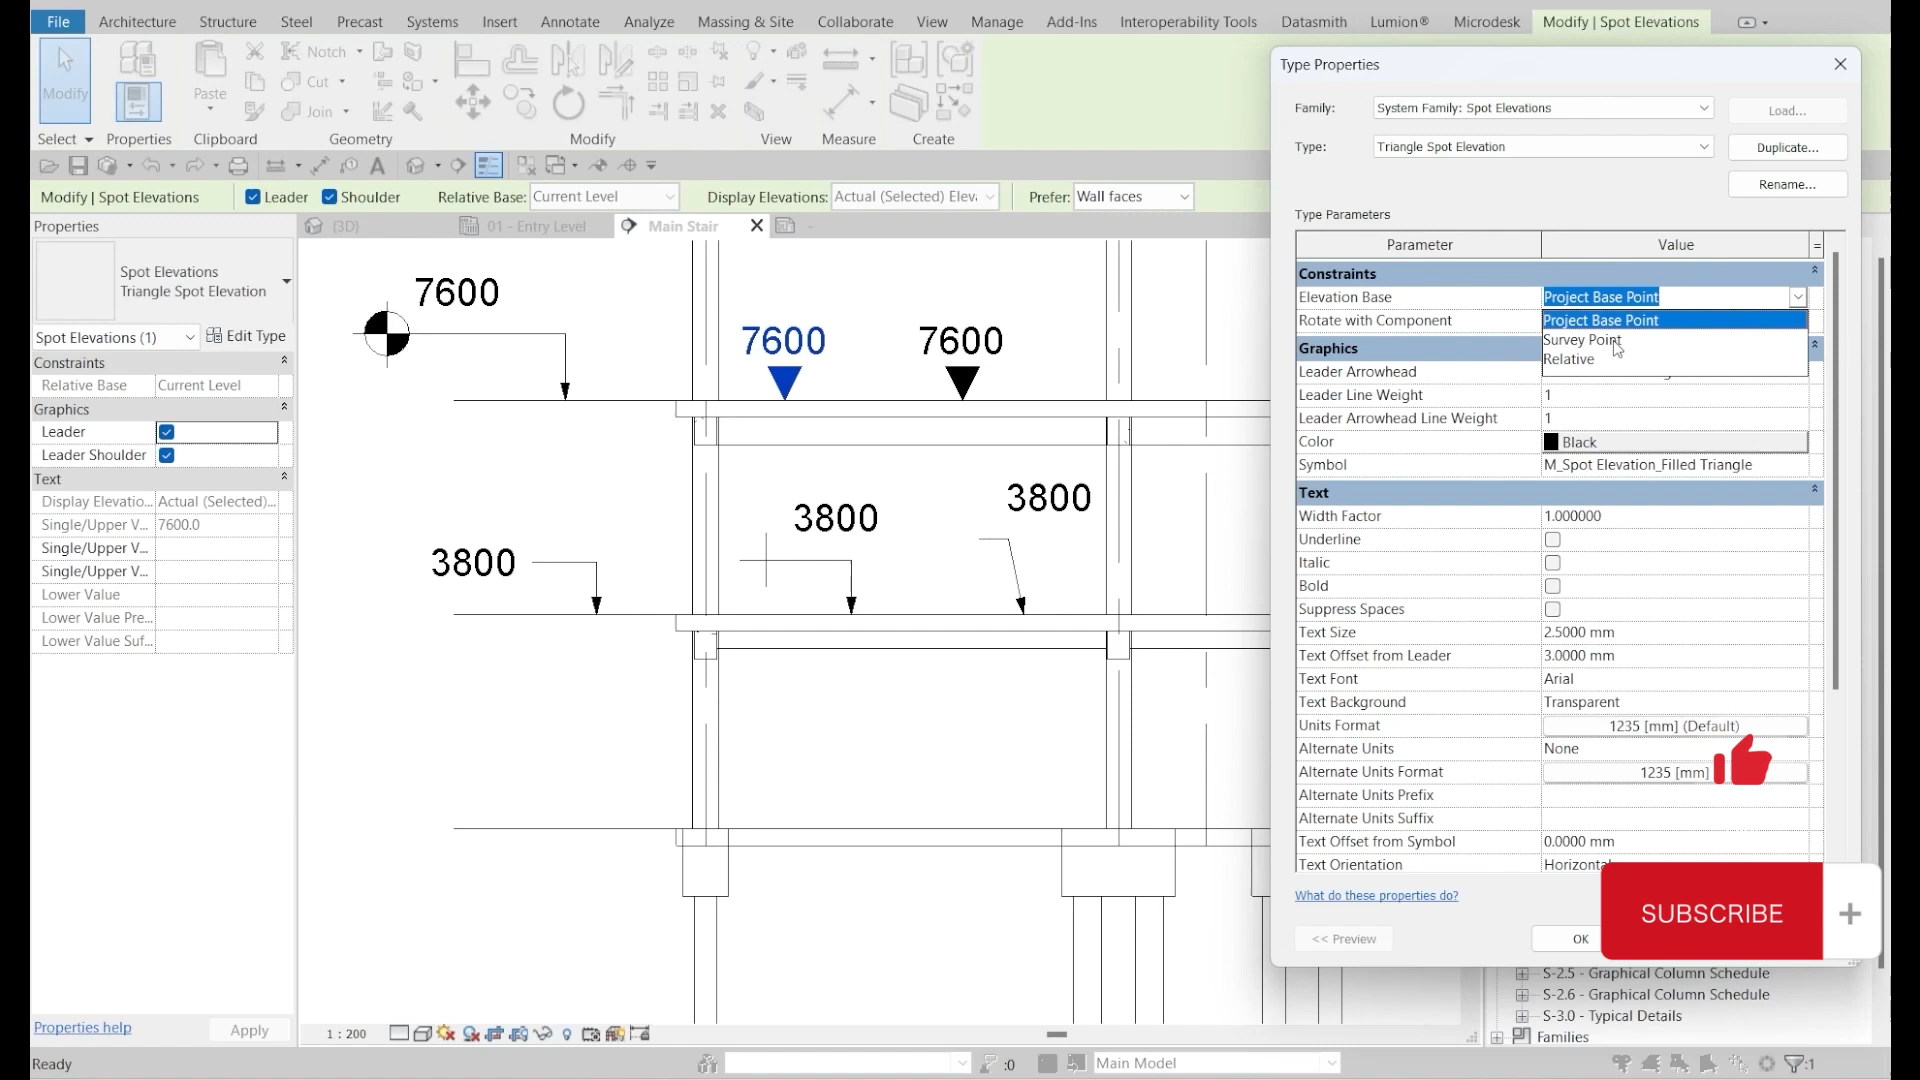 File Architecture Structure Steel Precast Systems Insert Annotate Analyze Massing & Site Collaborate View Manage Add-Ins Interoperability Tools Datasmith Lumion® Microdesk Modify | Spot Elevations
Modify
Notch
Cut
Join
Paste
Select Properties Clipboard Geometry Modify View Measure Create
Modify | Spot Elevations Leader Shoulder Relative Base: Current Level Display Elevations: Actual (Selected) Elev Prefer: Wall faces
Properties
Spot Elevations
Triangle Spot Elevation
Spot Elevations (1) Edit Type
Constraints
Relative Base Current Level
Graphics
Leader
Leader Shoulder
Text
Display Elevatio... Actual (Selected)...
Single/Upper V... 7600.0
Single/Upper V...
Single/Upper V...
Lower Value
Lower Value Pre...
Lower Value Suf...
Properties help Apply
{3D} 01 - Entry Level Main Stair -
7600
7600 7600
3800 3800 3800
1 : 200
Ready :0 Main Model :1
Type Properties
Family: System Family: Spot Elevations Load...
Type: Triangle Spot Elevation Duplicate...
Rename...
Type Parameters
Parameter Value =
Constraints
Elevation Base Project Base Point
Rotate with Component Project Base Point
Survey Point
Relative
Graphics
Leader Arrowhead
Leader Line Weight 1
Leader Arrowhead Line Weight 1
Color Black
Symbol M_Spot Elevation_Filled Triangle
Text
Width Factor 1.000000
Underline
Italic
Bold
Suppress Spaces
Text Size 2.5000 mm
Text Offset from Leader 3.0000 mm
Text Font Arial
Text Background Transparent
Units Format 1235 [mm] (Default)
Alternate Units None
Alternate Units Format 1235 [mm]
Alternate Units Prefix
Alternate Units Suffix
Text Offset from Symbol 0.0000 mm
Text Orientation Horizontal
What do these properties do?
<< Preview OK
SUBSCRIBE +
S-2.5 - Graphical Column Schedule
S-2.6 - Graphical Column Schedule
S-3.0 - Typical Details
Families